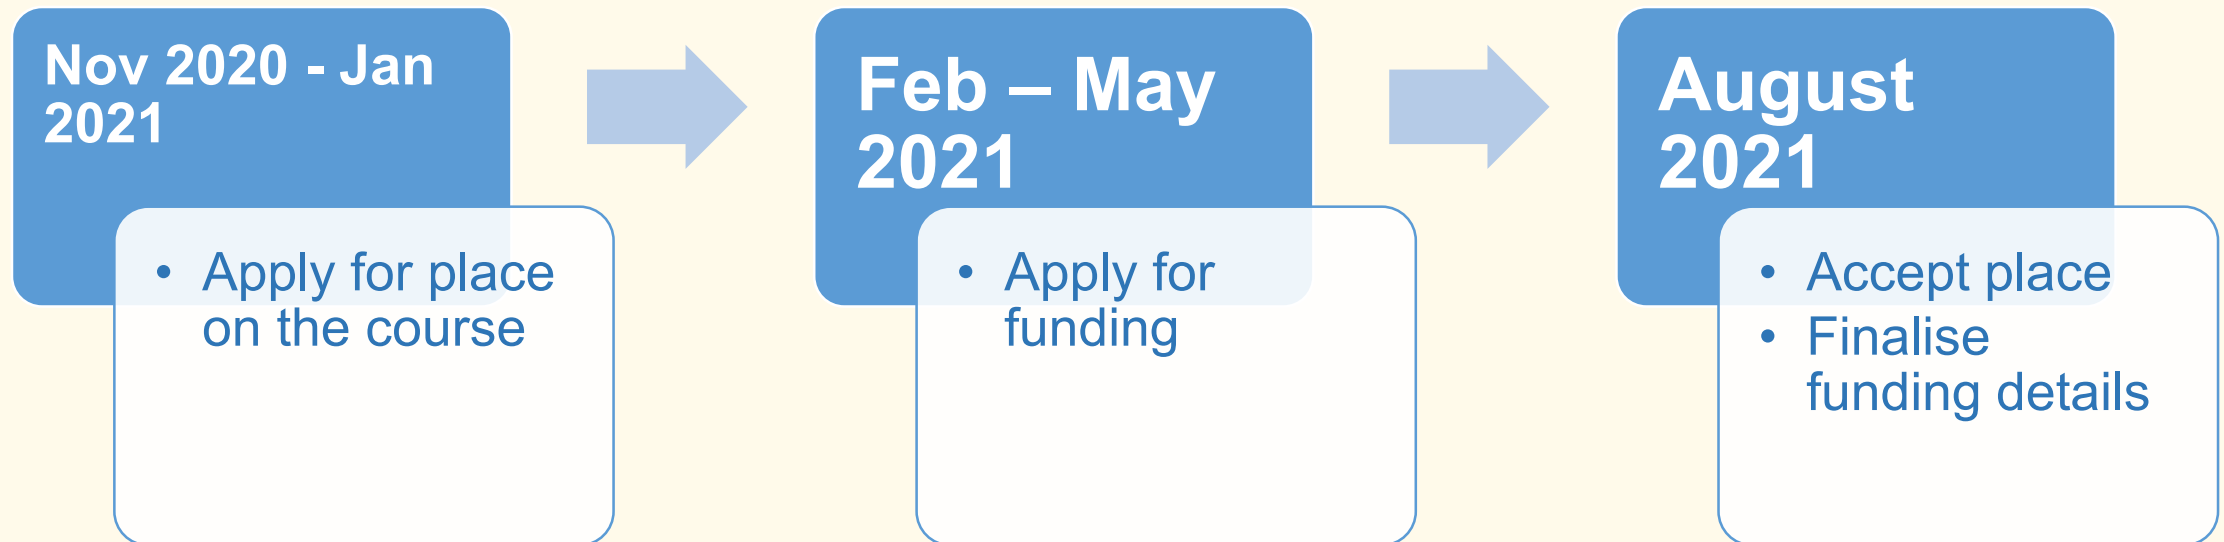 Nov 2020 - Jan
2021
• Apply for place
on the course
Feb – May
2021
• Apply for
funding
August
2021
• Accept place
• Finalise
funding details